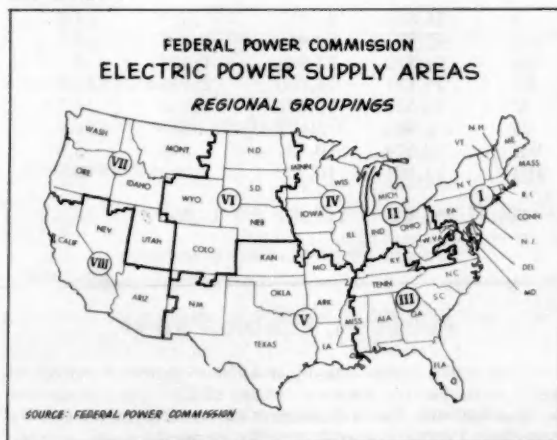 FEDERAL POWER COMMISSION
ELECTRIC POWER SUPPLY AREAS
REGIONAL GROUPINGS
WASH
VII
ORE
IDAHO
MONT
N.D.
MINN
S.D.
WYO
VI
NEB
NEV
UTAH
COLO
CALIF
VIII
ARIZ
N.M.
KAN
OKLA
TEXAS
WIS
IV
IOWA
ILL
MO
ARK
V
LA
MISS
MICH
II
IND
OHIO
KY
W.VA
TENN
ALA
III
GA
S.C.
N.C.
FLA
PA
N.Y.
I
VT
N.H.
ME
MASS
R.I.
CONN
N.J.
DEL
MD
SOURCE: FEDERAL POWER COMMISSION